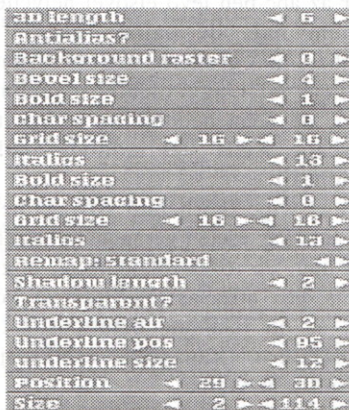 3D length 6
Antialias?
Background raster 0
Bevel size 4
Bold size 1
Char spacing 0
Grid size 16 16
Italics 13
Bold size 1
Char spacing 0
Grid size 16 16
Italics 13
Remap: standard
Shadow length 2
Transparent?
Underline air 2
Underline pos 95
Underline size 12
Position 29 30
Size 2 114